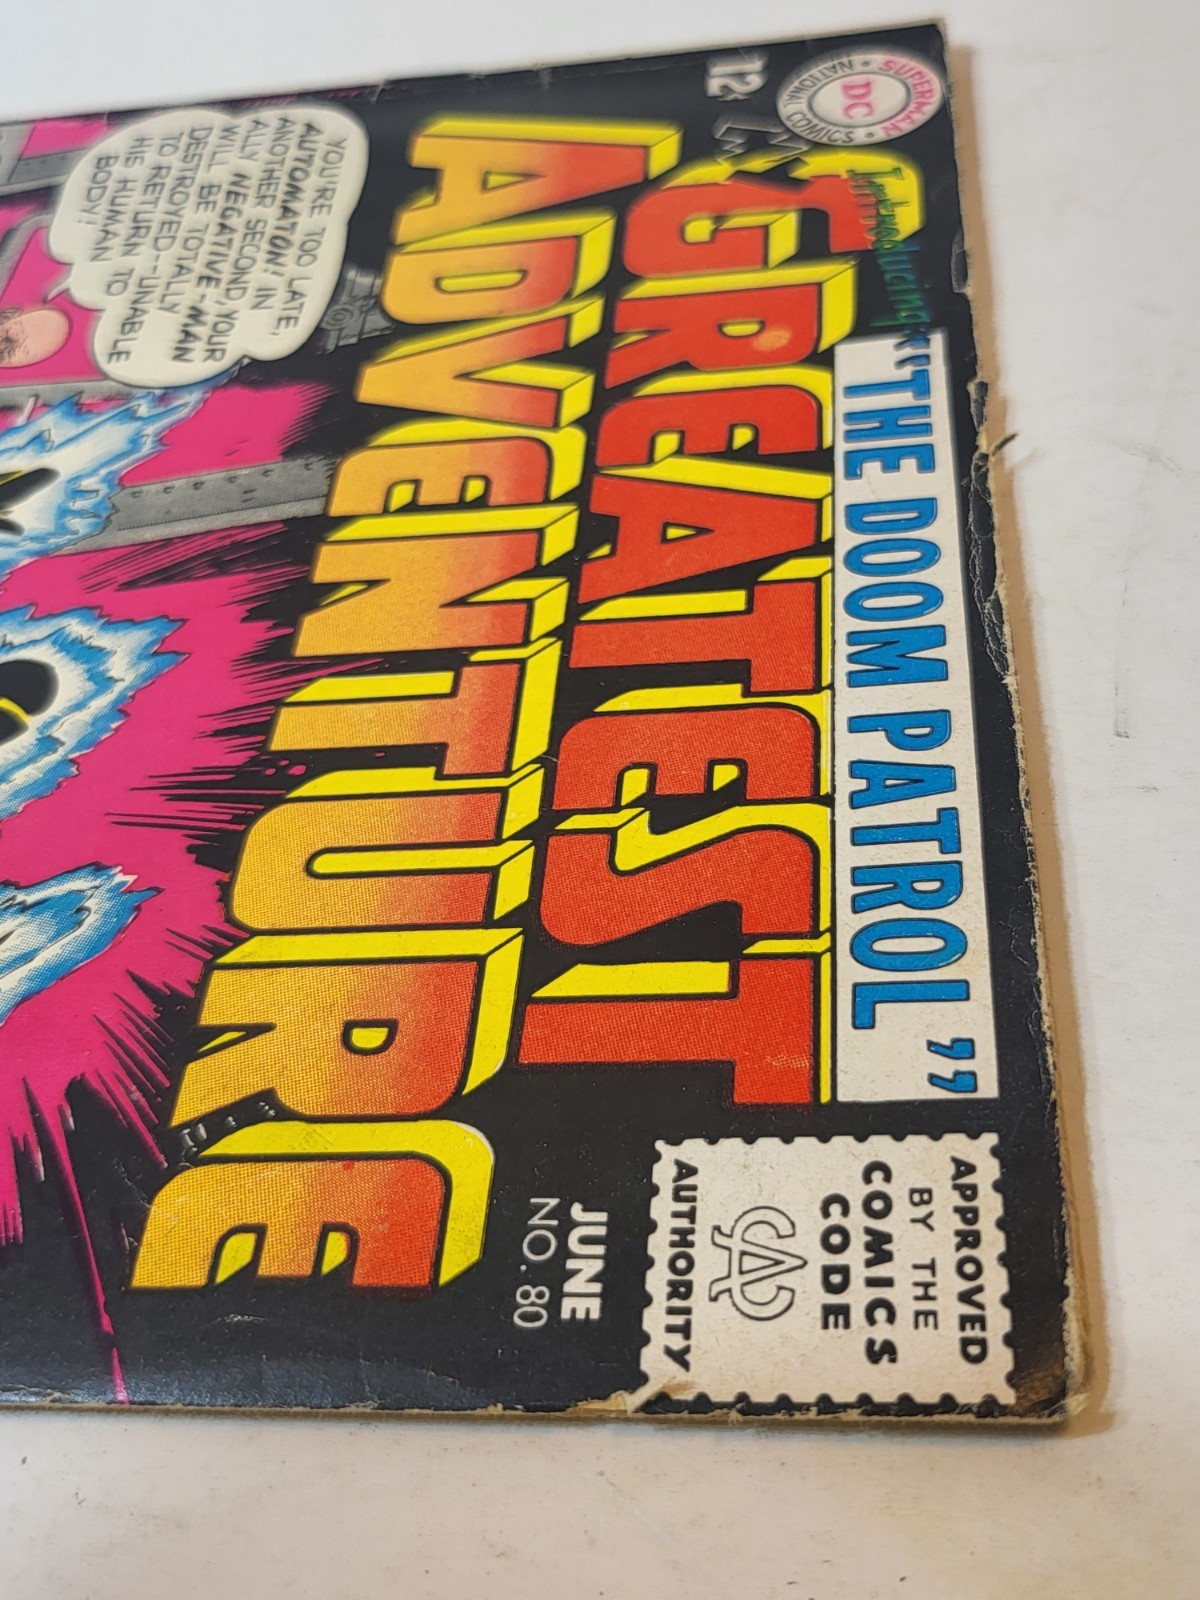 SUPERMAN
DC
NATIONAL COMICS
12¢
Introducing
"THE DOOM PATROL"
MY
GREATEST
ADVENTURE
APPROVED
BY THE
COMICS
CODE
CA
AUTHORITY
JUNE
NO. 80
YOU'RE TOO LATE,
AUTOMATON! IN
ANOTHER SECOND, YOUR
ALLY NEGATIVE-MAN
WILL BE TOTALLY
DESTROYED--UNABLE
TO RETURN TO
HIS HUMAN
BODY!